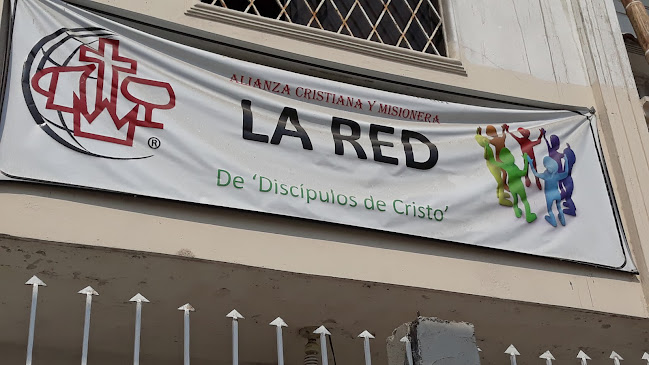 ALIANZA CRISTIANA Y MISIONERA
LA RED
De 'Discípulos de Cristo'
®